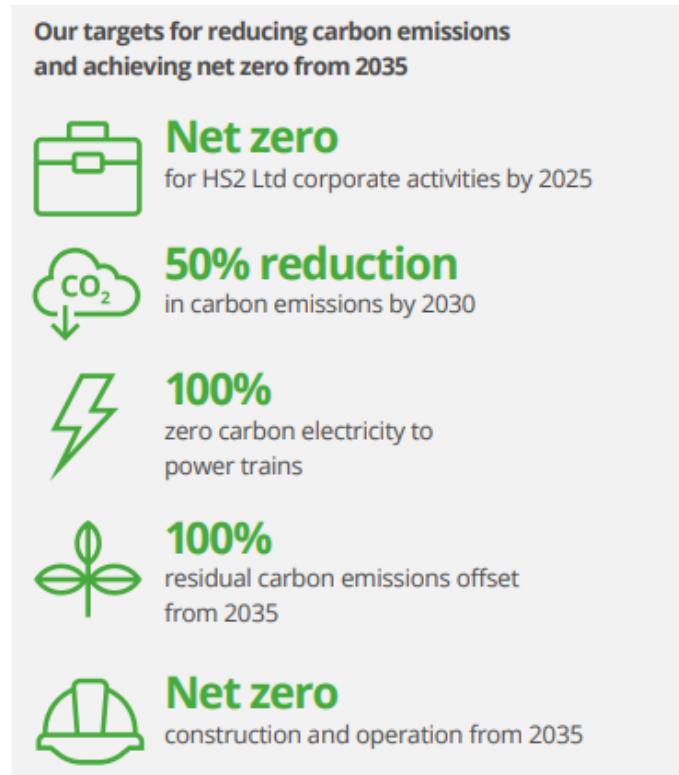 Our targets for reducing carbon emissions
and achieving net zero from 2035
Net zero
for HS2 Ltd corporate activities by 2025
CO₂
50% reduction
in carbon emissions by 2030
100%
zero carbon electricity to
power trains
100%
residual carbon emissions offset
from 2035
Net zero
construction and operation from 2035